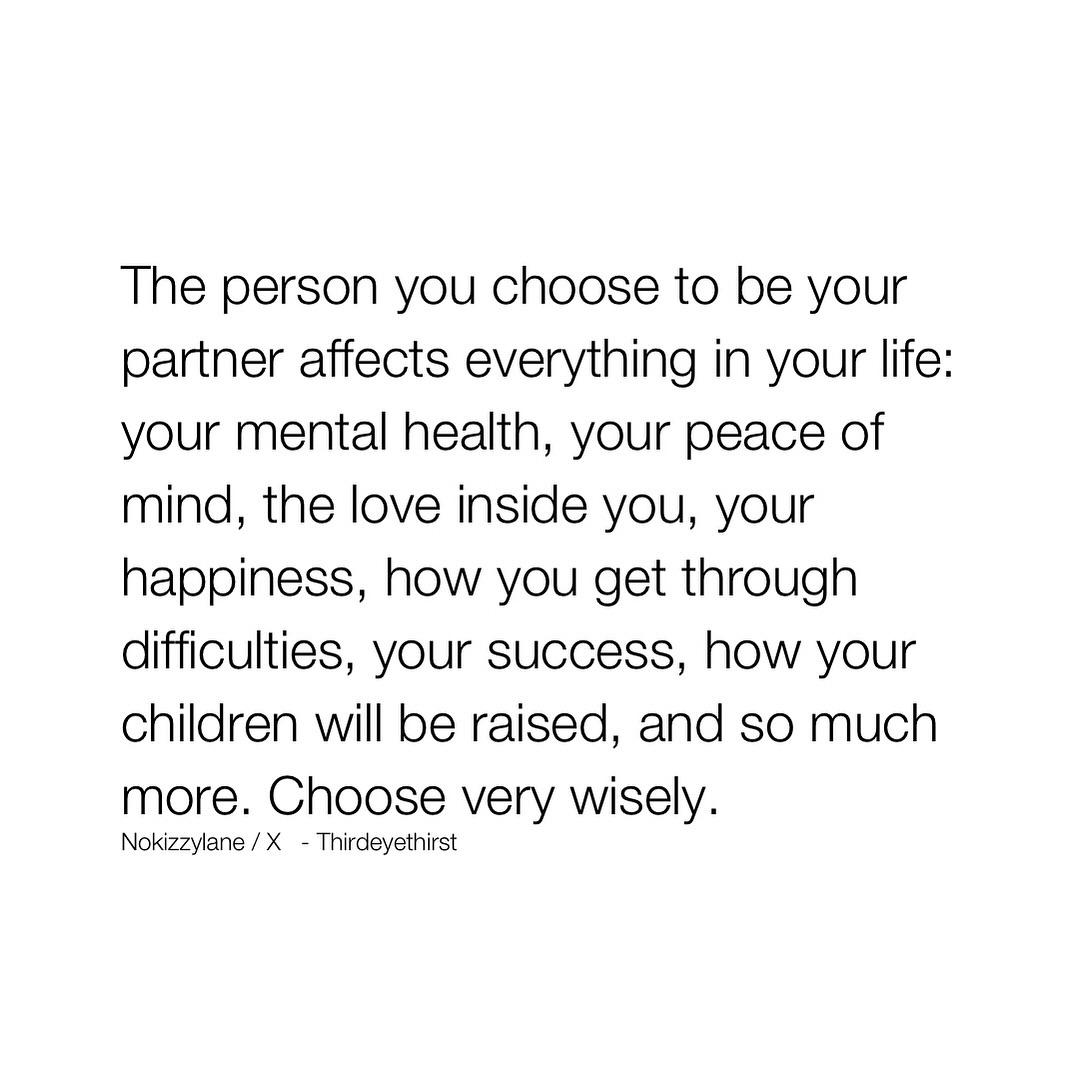 The person you choose to be your
partner affects everything in your life:
your mental health, your peace of
mind, the love inside you, your
happiness, how you get through
difficulties, your success, how your
children will be raised, and so much
more. Choose very wisely.
Nokizzylane / X - Thirdeyethirst